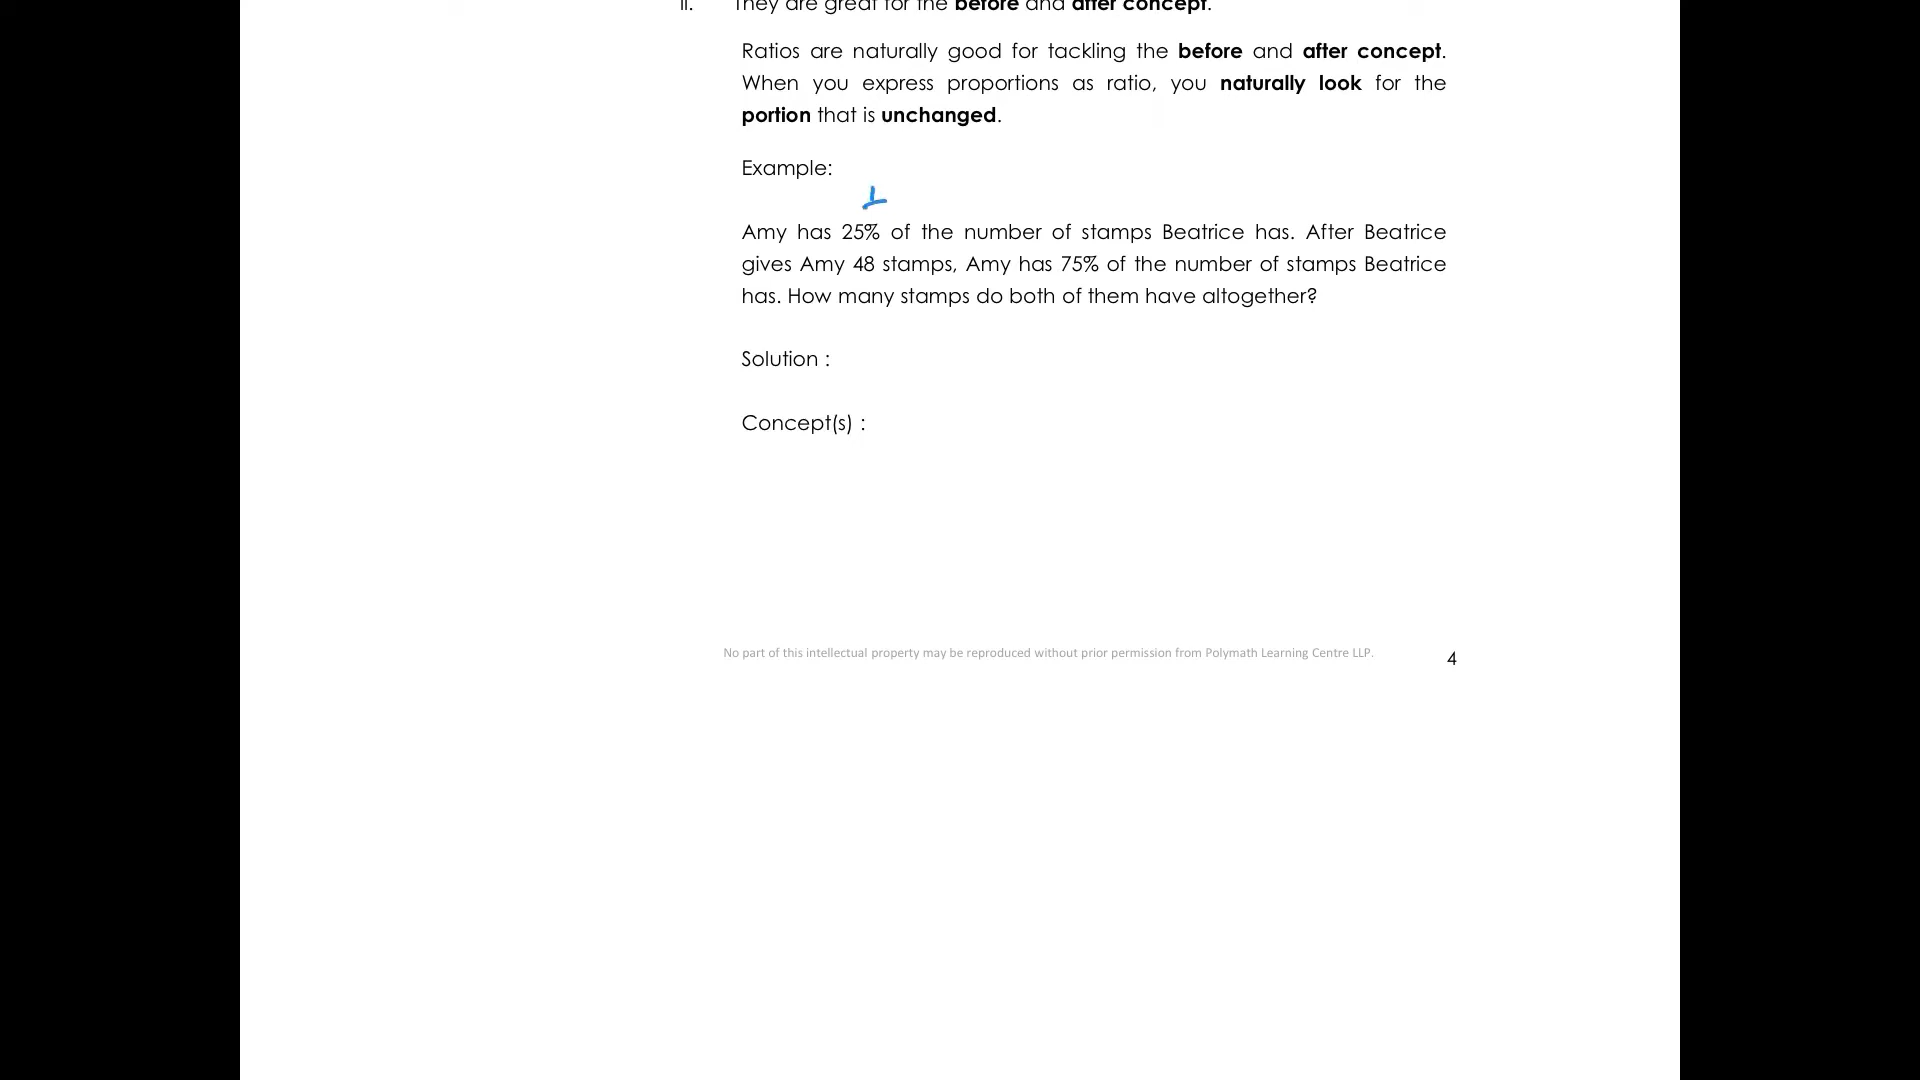 ii. They are great for the before and after concept.
Ratios are naturally good for tackling the before and after concept.
When you express proportions as ratio, you naturally look for the
portion that is unchanged.
Example:
1
Amy has 25% of the number of stamps Beatrice has. After Beatrice
gives Amy 48 stamps, Amy has 75% of the number of stamps Beatrice
has. How many stamps do both of them have altogether?
Solution :
Concept(s) :
No part of this intellectual property may be reproduced without prior permission from Polymath Learning Centre LLP.
4